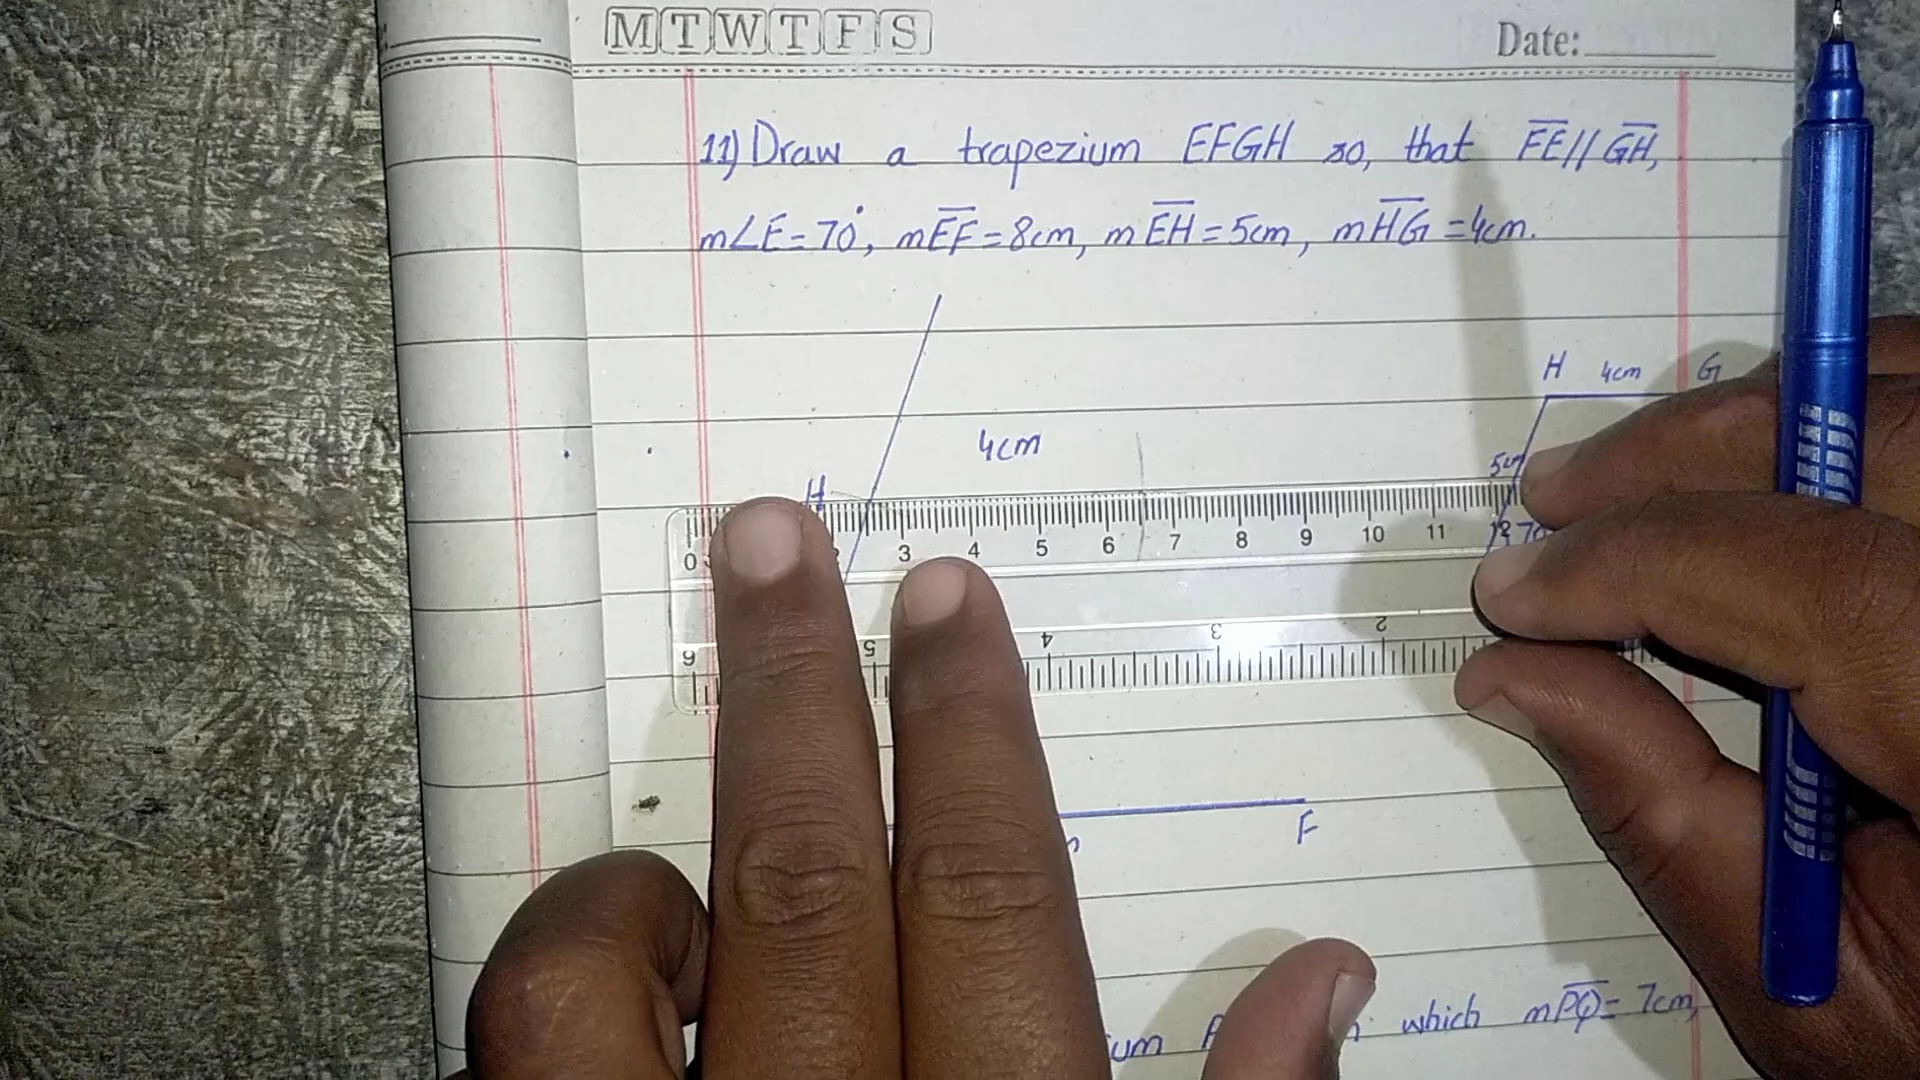 M T W T F S
Date:
11) Draw a trapezium EFGH so, that FE//GH,
m∠E=70°, mEF=8cm, mEH=5cm, mHG=4cm.
H 4cm G
4cm
5cm
H
70
0 3 4 5 6 7 8 9 10 11 12
6 5 4 3 2
F
which mPQ=7cm,